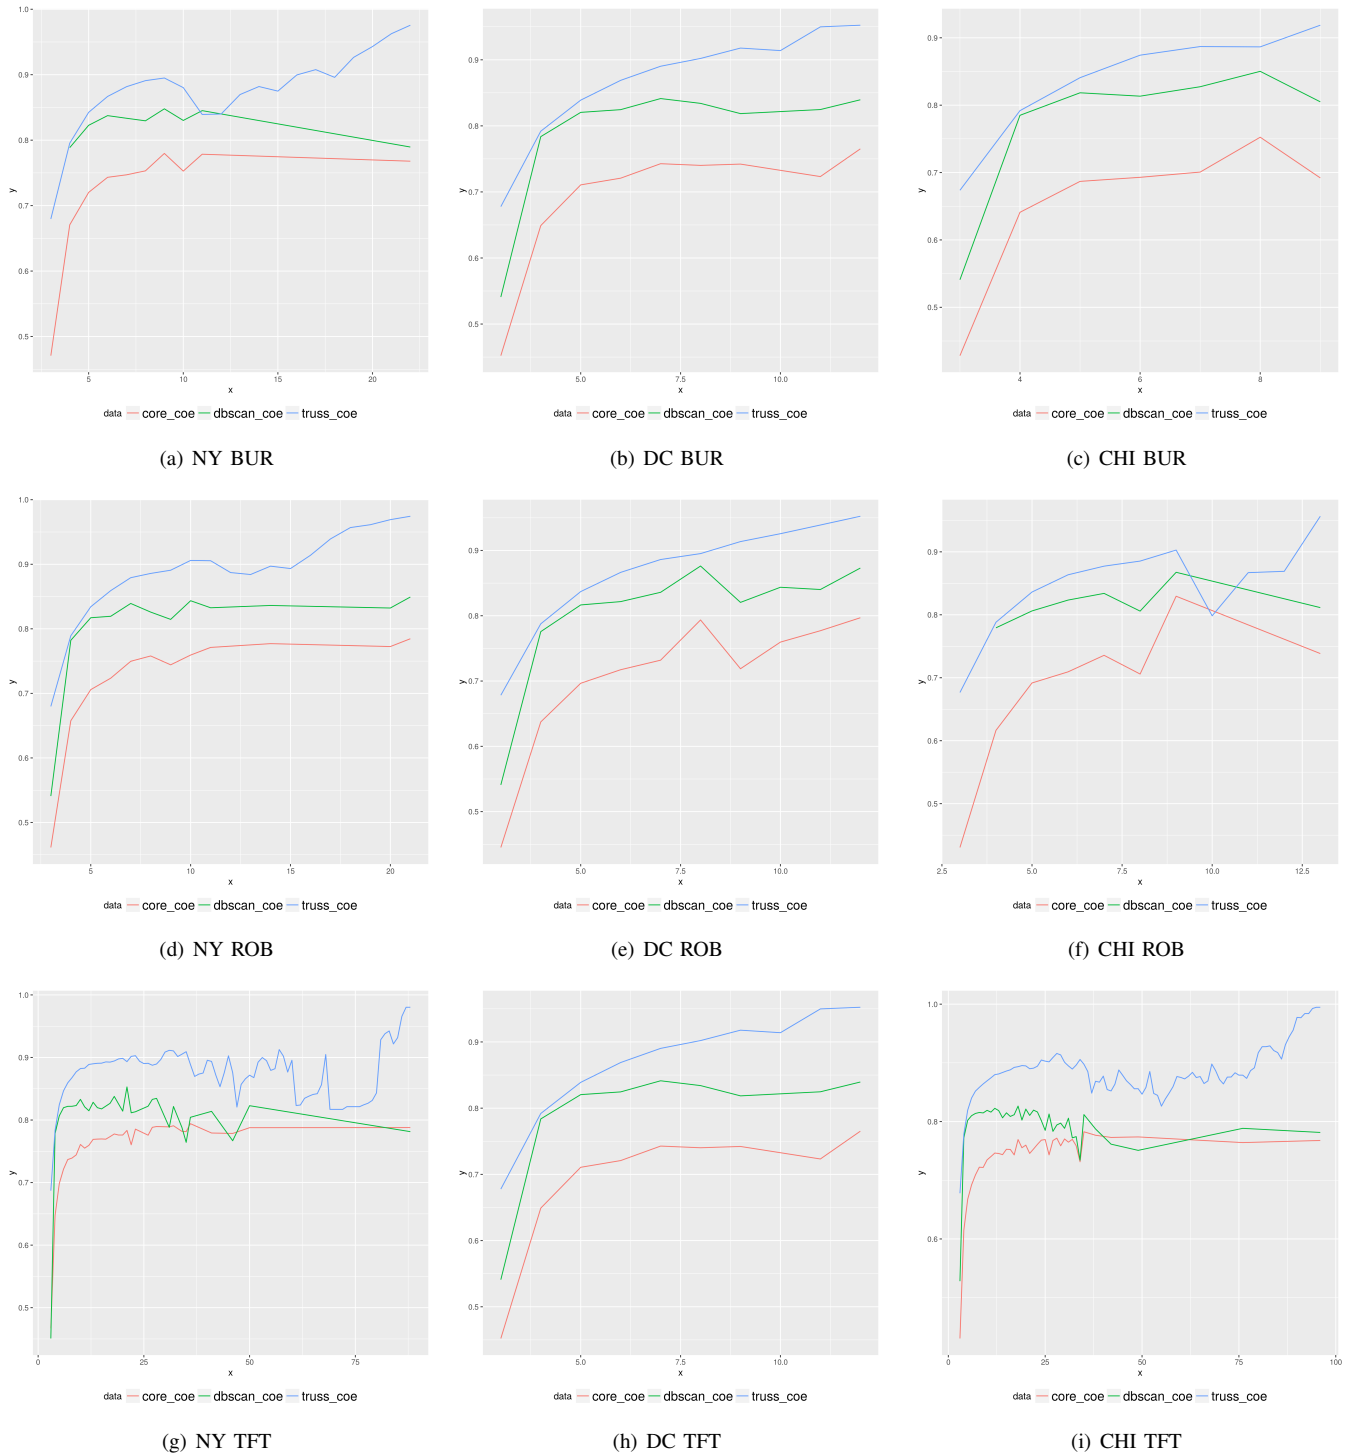 1.0
0.9
0.8
0.7
0.6
0.5
y
5
10
15
20
x
data core_coe dbscan_coe truss_coe
(a) NY BUR
0.9
0.8
0.7
0.6
0.5
y
5.0
7.5
10.0
x
data core_coe dbscan_coe truss_coe
(b) DC BUR
0.9
0.8
0.7
0.6
0.5
y
4
6
8
x
data core_coe dbscan_coe truss_coe
(c) CHI BUR
1.0
0.9
0.8
0.7
0.6
0.5
y
5
10
15
20
x
data core_coe dbscan_coe truss_coe
(d) NY ROB
0.9
0.8
0.7
0.6
0.5
y
5.0
7.5
10.0
x
data core_coe dbscan_coe truss_coe
(e) DC ROB
0.9
0.8
0.7
0.6
0.5
y
2.5
5.0
7.5
10.0
12.5
x
data core_coe dbscan_coe truss_coe
(f) CHI ROB
1.0
0.9
0.8
0.7
0.6
0.5
y
0
25
50
75
x
data core_coe dbscan_coe truss_coe
(g) NY TFT
0.9
0.8
0.7
0.6
0.5
y
5.0
7.5
10.0
x
data core_coe dbscan_coe truss_coe
(h) DC TFT
1.0
0.8
0.6
y
0
25
50
75
100
x
data core_coe dbscan_coe truss_coe
(i) CHI TFT